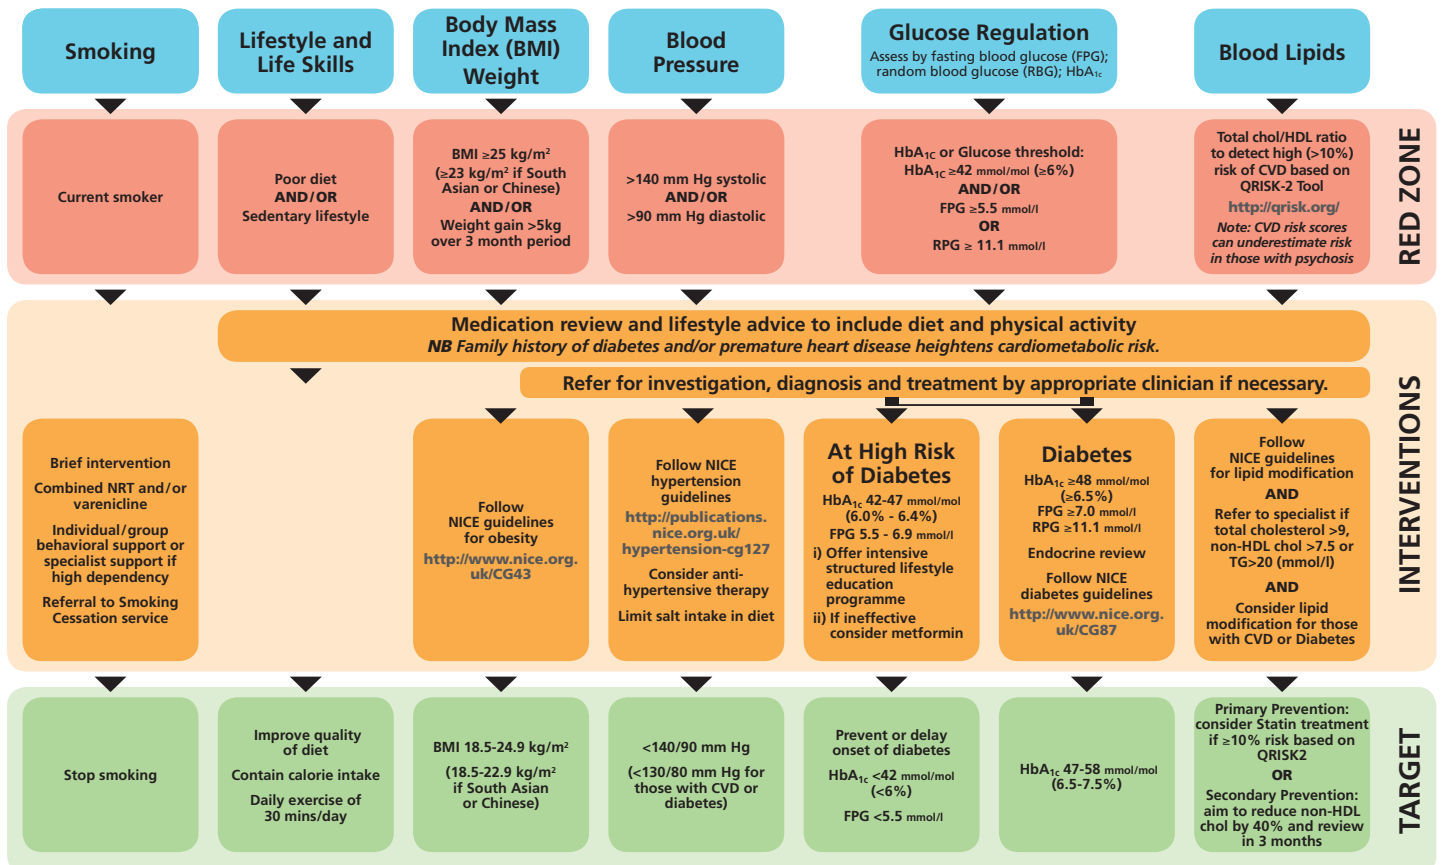 Smoking
Lifestyle and
Life Skills
Body Mass
Index (BMI)
Weight
Blood
Pressure
Glucose Regulation
Assess by fasting blood glucose (FPG);
random blood glucose (RBG); HbA1c
Blood Lipids
RED ZONE
Current smoker
Poor diet
AND/OR
Sedentary lifestyle
BMI ≥25 kg/m²
(≥23 kg/m² if South
Asian or Chinese)
AND/OR
Weight gain >5kg
over 3 month period
>140 mm Hg systolic
AND/OR
>90 mm Hg diastolic
HbA1C or Glucose threshold:
HbA1C ≥42 mmol/mol (≥6%)
AND/OR
FPG ≥5.5 mmol/l
OR
RPG ≥ 11.1 mmol/l
Total chol/HDL ratio
to detect high (>10%)
risk of CVD based on
QRISK-2 Tool
http://qrisk.org/
Note: CVD risk scores
can underestimate risk
in those with psychosis
INTERVENTIONS
Medication review and lifestyle advice to include diet and physical activity
NB Family history of diabetes and/or premature heart disease heightens cardiometabolic risk.
Refer for investigation, diagnosis and treatment by appropriate clinician if necessary.
Brief intervention
Combined NRT and/or
varenicline
Individual/group
behavioral support or
specialist support if
high dependency
Referral to Smoking
Cessation service
Follow
NICE guidelines
for obesity
http://www.nice.org.
uk/CG43
Follow NICE
hypertension
guidelines
http://publications.
nice.org.uk/
hypertension-cg127
Consider anti-
hypertensive therapy
Limit salt intake in diet
At High Risk
of Diabetes
HbA1c 42-47 mmol/mol
(6.0% - 6.4%)
FPG 5.5 - 6.9 mmol/l
i) Offer intensive
structured lifestyle
education
programme
ii) If ineffective
consider metformin
Diabetes
HbA1c ≥48 mmol/mol
(≥6.5%)
FPG ≥7.0 mmol/l
RPG ≥11.1 mmol/l
Endocrine review
Follow NICE
diabetes guidelines
http://www.nice.org.
uk/CG87
Follow
NICE guidelines
for lipid modification
AND
Refer to specialist if
total cholesterol >9,
non-HDL chol >7.5 or
TG>20 (mmol/l)
AND
Consider lipid
modification for those
with CVD or Diabetes
TARGET
Stop smoking
Improve quality
of diet
Contain calorie intake
Daily exercise of
30 mins/day
BMI 18.5-24.9 kg/m²
(18.5-22.9 kg/m²
if South Asian
or Chinese)
<140/90 mm Hg
(<130/80 mm Hg for
those with CVD or
diabetes)
Prevent or delay
onset of diabetes
HbA1c <42 mmol/mol
(<6%)
FPG <5.5 mmol/l
HbA1c 47-58 mmol/mol
(6.5-7.5%)
Primary Prevention:
consider Statin treatment
if ≥10% risk based on
QRISK2
OR
Secondary Prevention:
aim to reduce non-HDL
chol by 40% and review
in 3 months